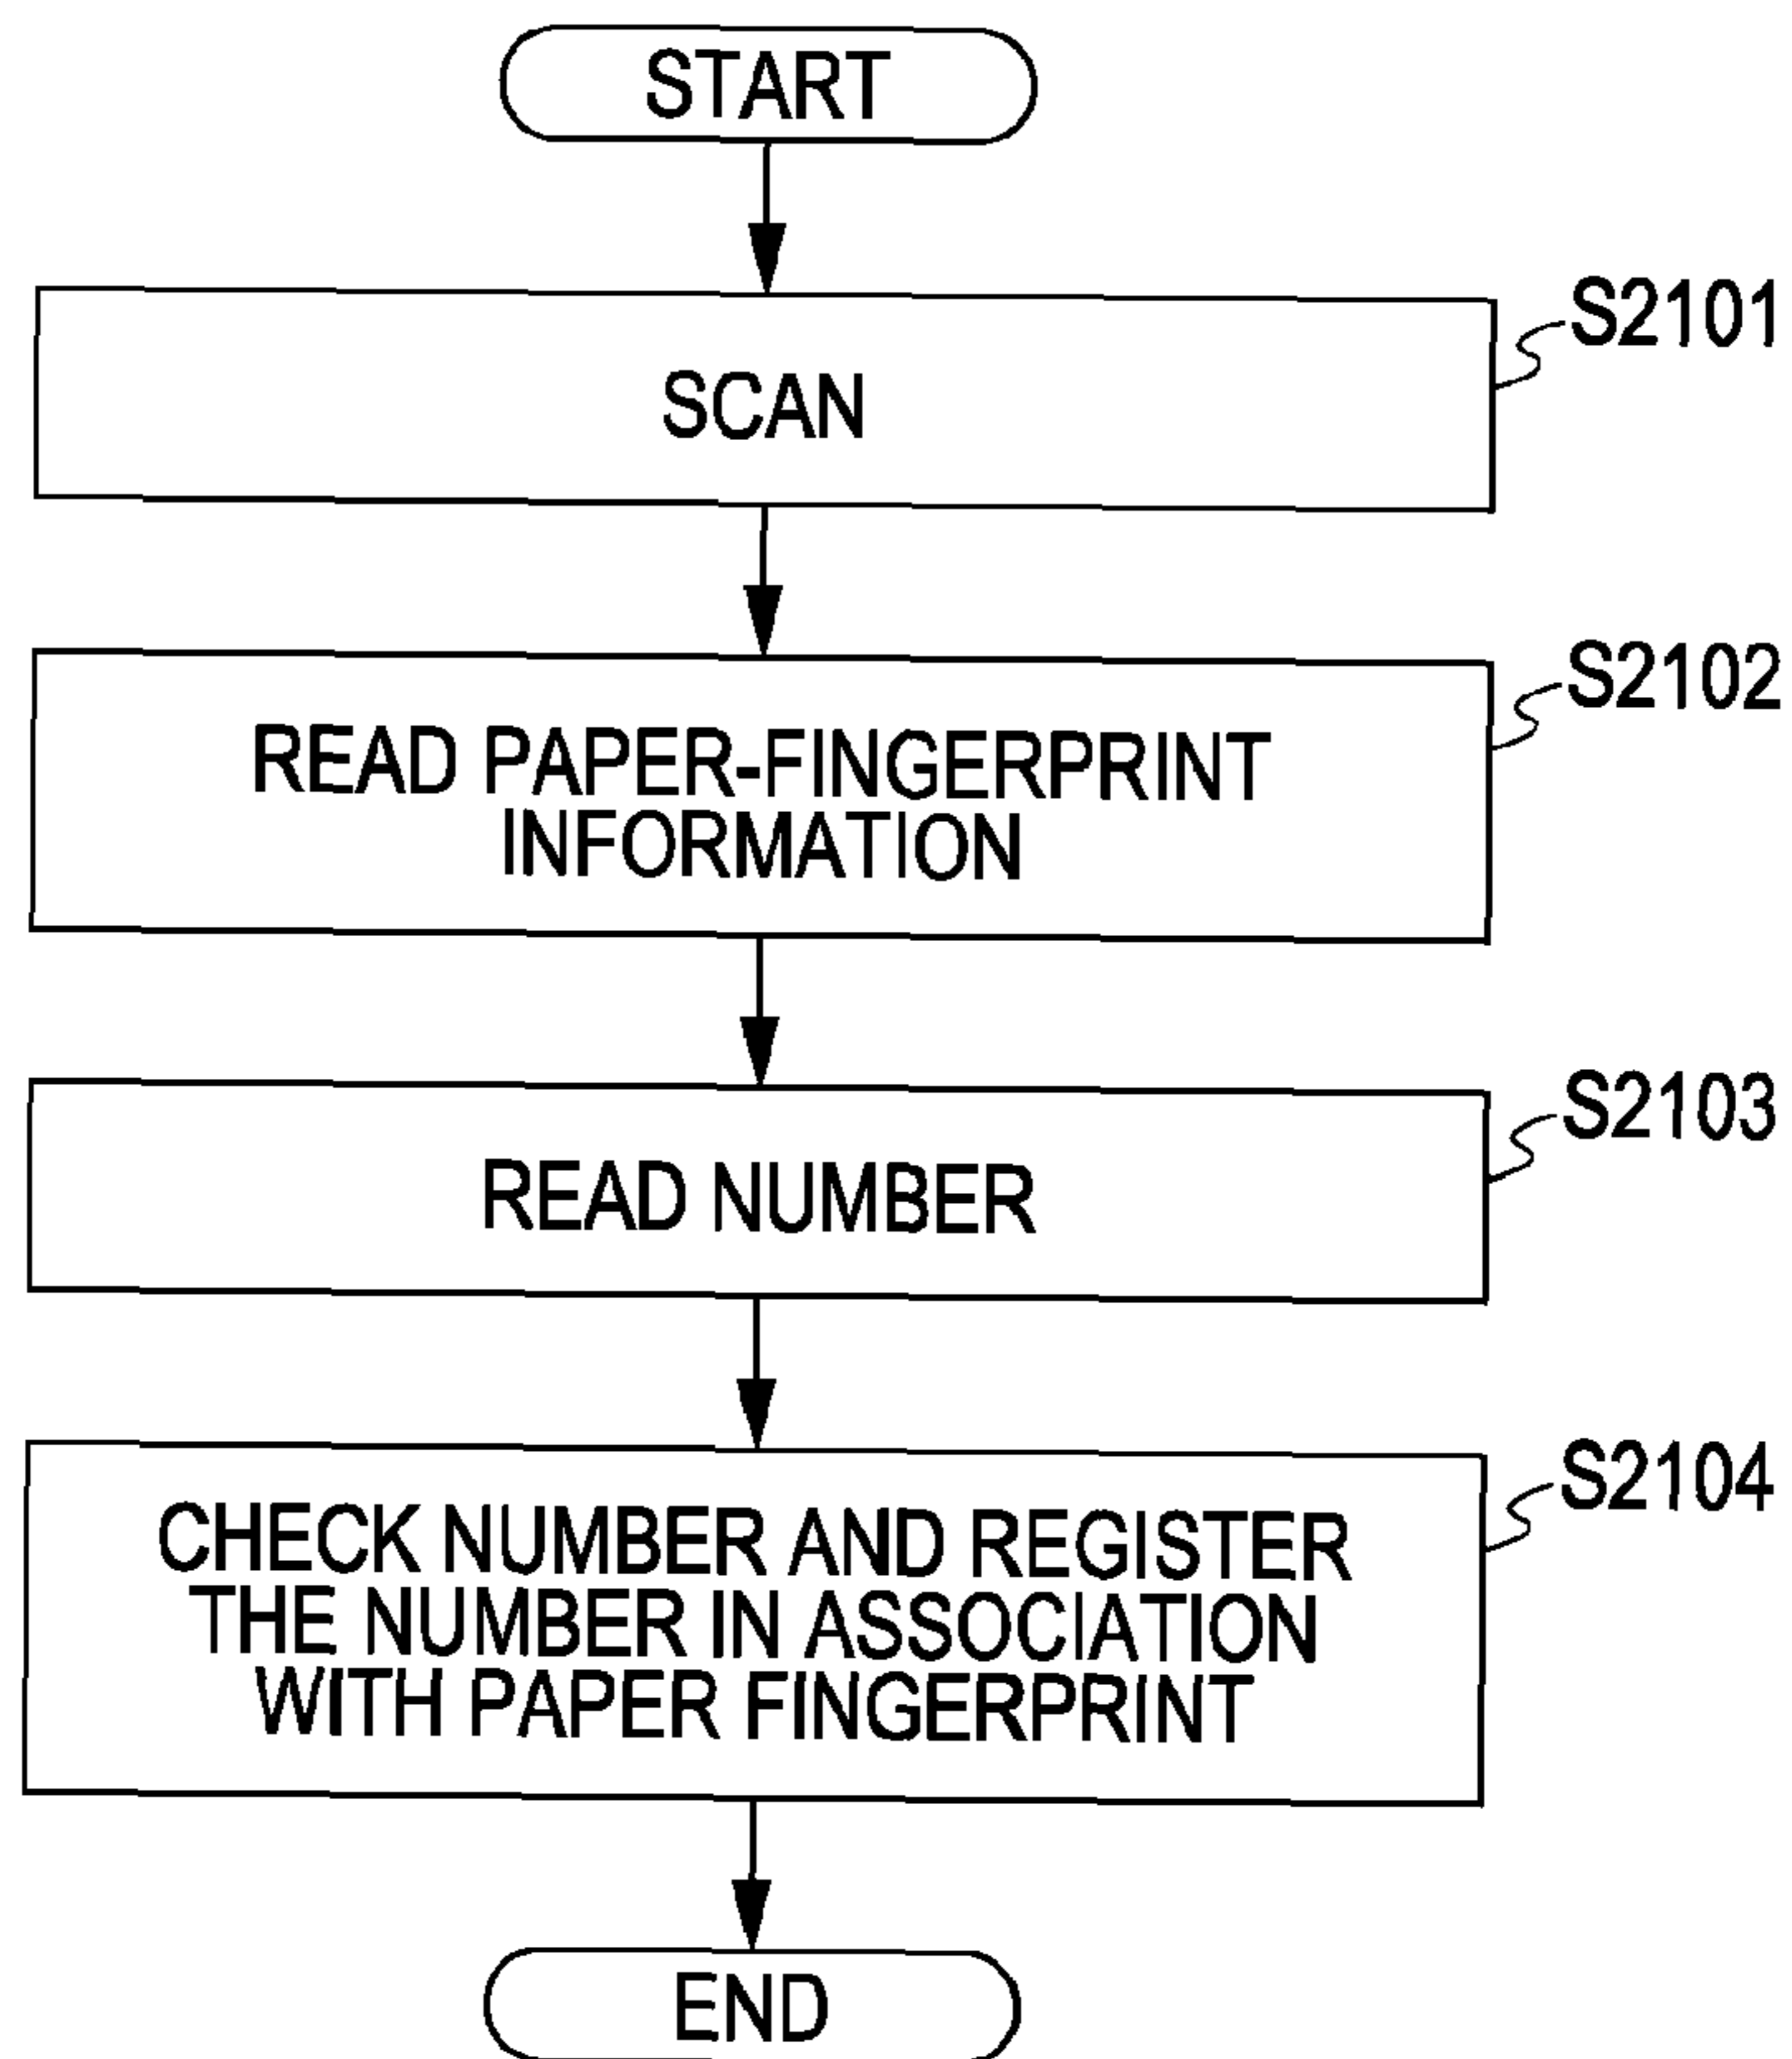 START
S2101
SCAN
S2102
READ PAPER-FINGERPRINT
INFORMATION
S2103
READ NUMBER
S2104
CHECK NUMBER AND REGISTER
THE NUMBER IN ASSOCIATION
WITH PAPER FINGERPRINT
END